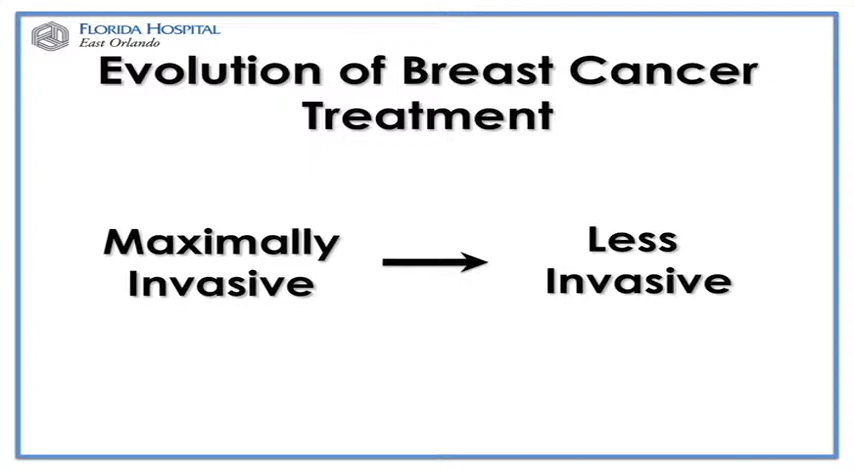 FLORIDA HOSPITAL
East Orlando
Evolution of Breast Cancer
Treatment
Maximally
Invasive
Less
Invasive